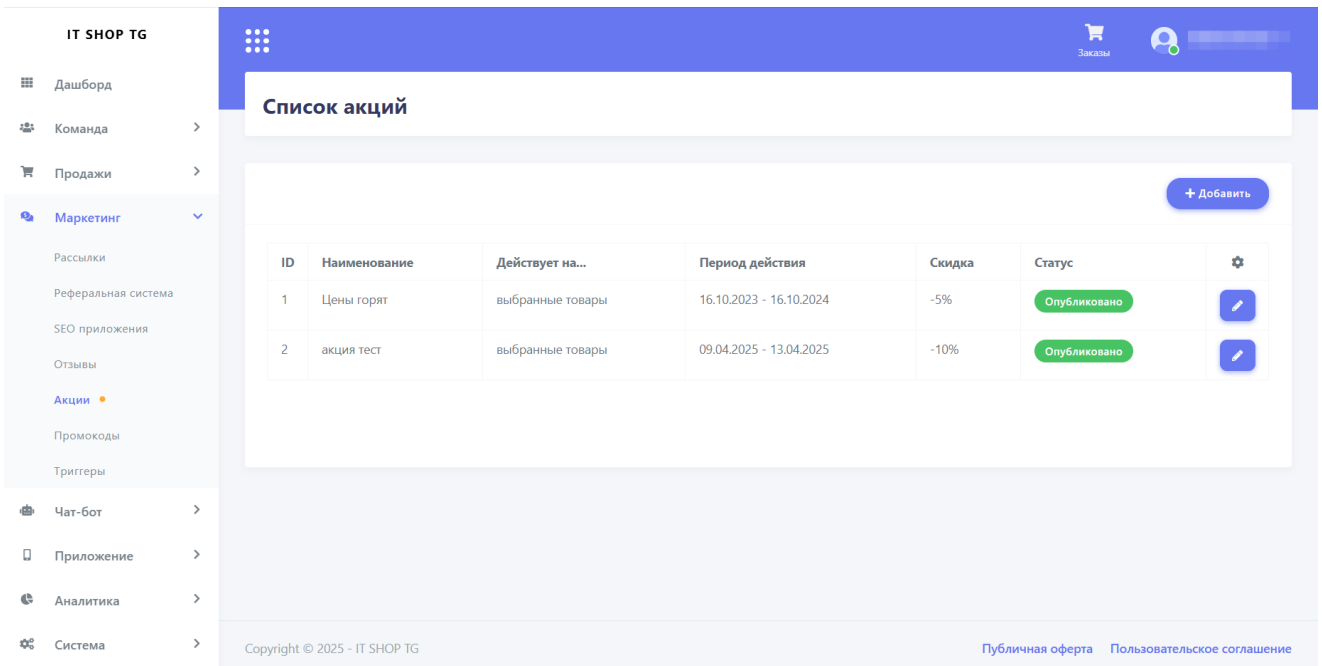 IT SHOP TG
Заказы
Дашборд
Команда
Продажи
Маркетинг
Рассылки
Реферальная система
SEO приложения
Отзывы
Акции
Промокоды
Триггеры
Чат-бот
Приложение
Аналитика
Система
Список акций
Добавить
ID Наименование Действует на... Период действия Скидка Статус
1 Цены горят выбранные товары 16.10.2023 - 16.10.2024 -5% Опубликовано
2 акция тест выбранные товары 09.04.2025 - 13.04.2025 -10% Опубликовано
Copyright © 2025 - IT SHOP TG
Публичная оферта Пользовательское соглашение